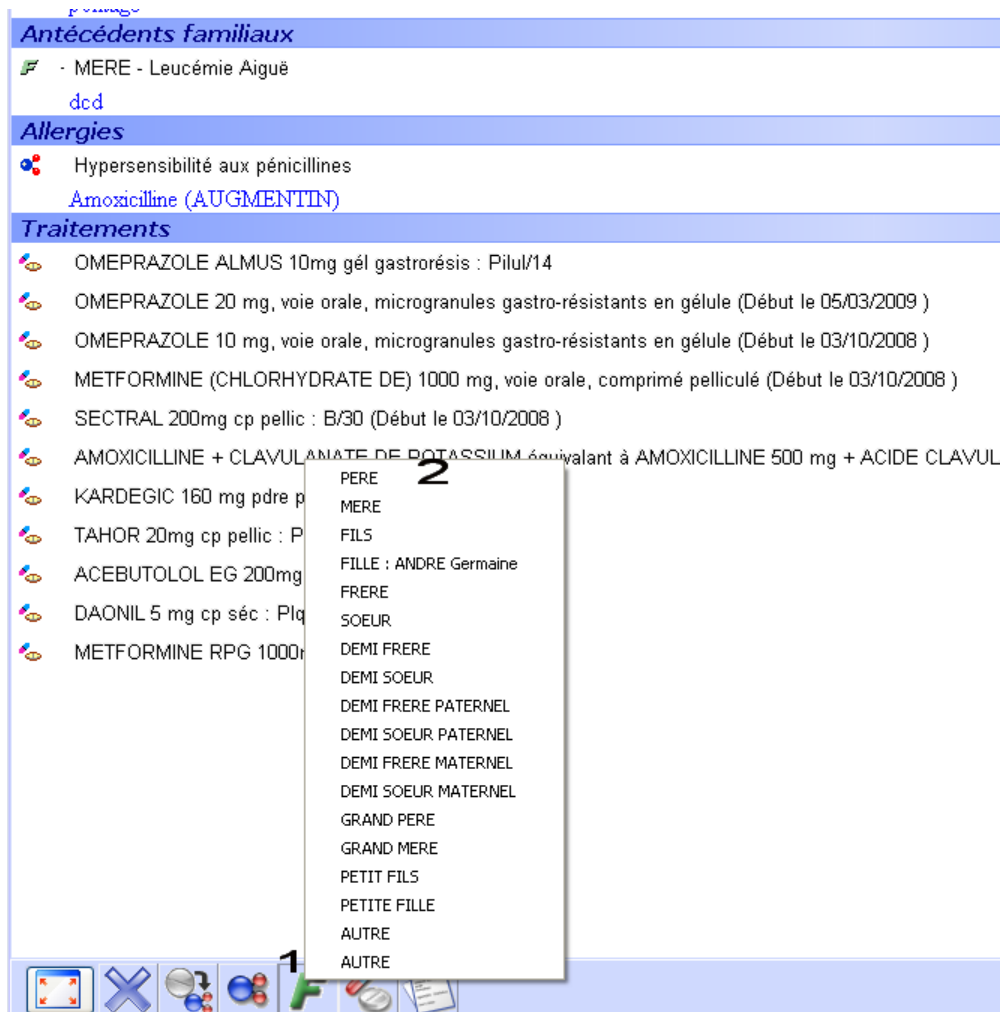 Antécédents familiaux
F · MERE - Leucémie Aiguë
dcd
Allergies
Hypersensibilité aux pénicillines
Amoxicilline (AUGMENTIN)
Traitements
OMEPRAZOLE ALMUS 10mg gél gastrorésis : Pilul/14
OMEPRAZOLE 20 mg, voie orale, microgranules gastro-résistants en gélule (Début le 05/03/2009 )
OMEPRAZOLE 10 mg, voie orale, microgranules gastro-résistants en gélule (Début le 03/10/2008 )
METFORMINE (CHLORHYDRATE DE) 1000 mg, voie orale, comprimé pelliculé (Début le 03/10/2008 )
SECTRAL 200mg cp pellic : B/30 (Début le 03/10/2008 )
AMOXICILLINE + CLAVULANATE DE POTASSIUM équivalant à AMOXICILLINE 500 mg + ACIDE CLAVUL
KARDEGIC 160 mg pdre p
TAHOR 20mg cp pellic : P
ACEBUTOLOL EG 200mg
DAONIL 5 mg cp séc : Plq
METFORMINE RPG 1000
2
PERE
MERE
FILS
FILLE : ANDRE Germaine
FRERE
SOEUR
DEMI FRERE
DEMI SOEUR
DEMI FRERE PATERNEL
DEMI SOEUR PATERNEL
DEMI FRERE MATERNEL
DEMI SOEUR MATERNEL
GRAND PERE
GRAND MERE
PETIT FILS
PETITE FILLE
AUTRE
AUTRE
1
F